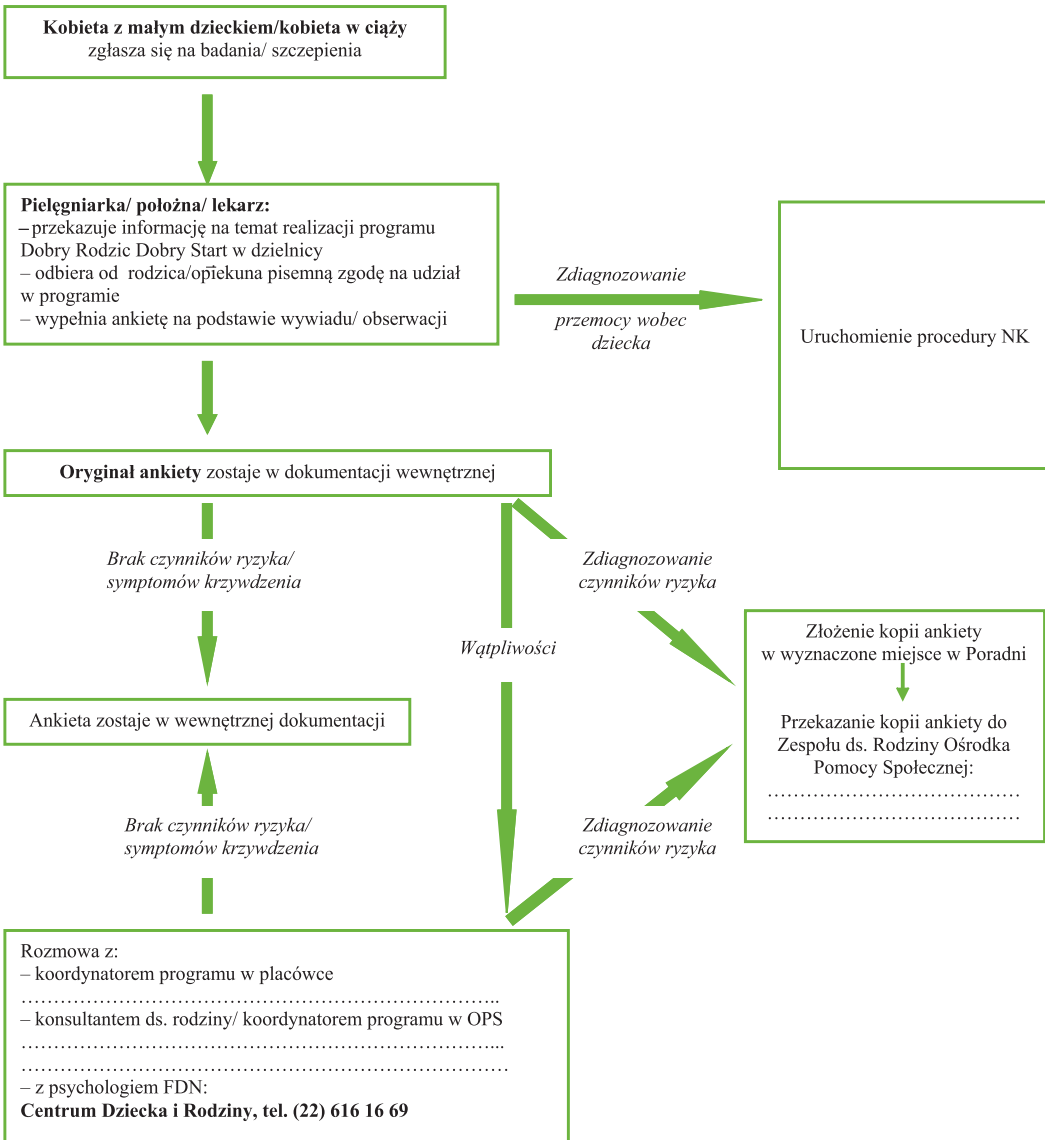 Kobieta z małym dzieckiem/kobieta w ciąży
zgłasza się na badania/ szczepienia
Pielęgniarka/ położna/ lekarz:
– przekazuje informację na temat realizacji programu
Dobry Rodzic Dobry Start w dzielnicy
– odbiera od rodzica/opiekuna pisemną zgodę na udział
w programie
– wypełnia ankietę na podstawie wywiadu/ obserwacji
Zdiagnozowanie
przemocy wobec
dziecka
Uruchomienie procedury NK
Oryginał ankiety zostaje w dokumentacji wewnętrznej
Brak czynników ryzyka/
symptomów krzywdzenia
Wątpliwości
Zdiagnozowanie
czynników ryzyka
Złożenie kopii ankiety
w wyznaczone miejsce w Poradni
Przekazanie kopii ankiety do
Zespołu ds. Rodziny Ośrodka
Pomocy Społecznej:
.......................................
.......................................
Ankieta zostaje w wewnętrznej dokumentacji
Brak czynników ryzyka/
symptomów krzywdzenia
Zdiagnozowanie
czynników ryzyka
Rozmowa z:
– koordynatorem programu w placówce
..........................................................................
– konsultantem ds. rodziny/ koordynatorem programu w OPS
...........................................................................
...........................................................................
– z psychologiem FDN:
Centrum Dziecka i Rodziny, tel. (22) 616 16 69